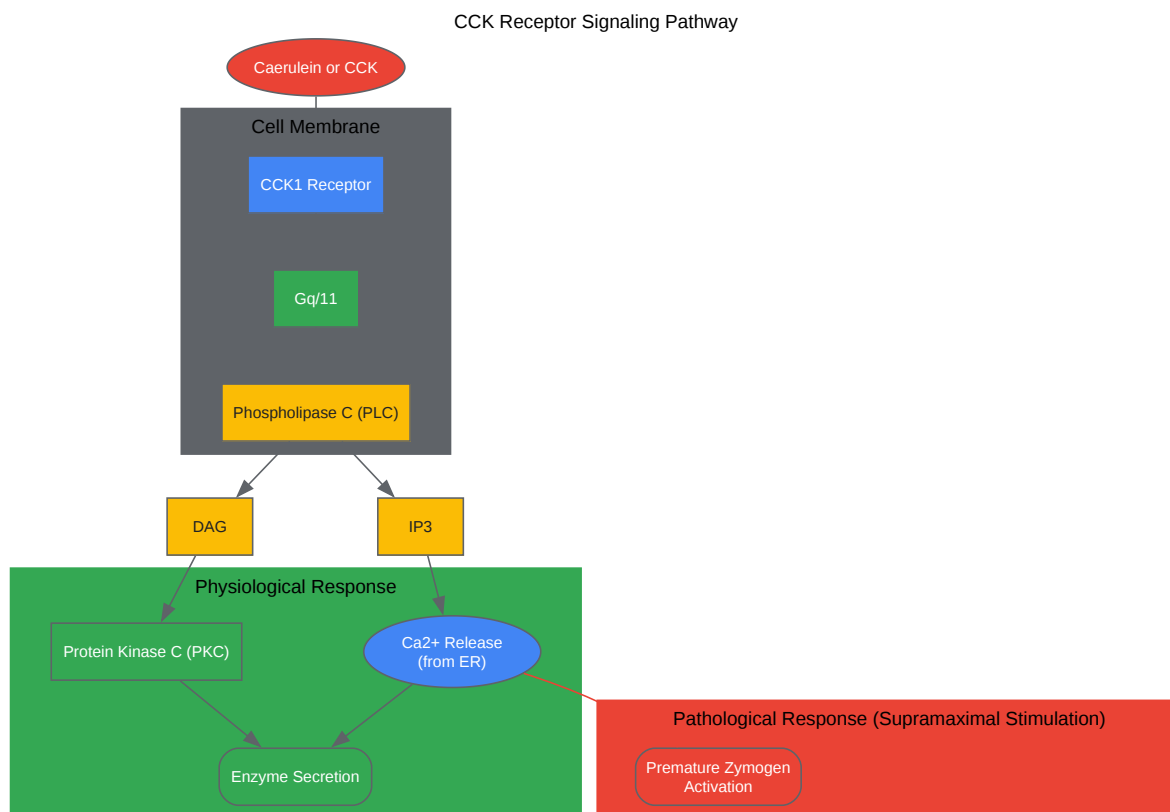 CCK Receptor Signaling Pathway
Caerulein or CCK
Cell Membrane
CCK1 Receptor
Gq/11
Phospholipase C (PLC)
DAG
IP3
Physiological Response
Protein Kinase C (PKC)
Ca2+ Release
(from ER)
Pathological Response (Supramaximal Stimulation)
Enzyme Secretion
Premature Zymogen
Activation